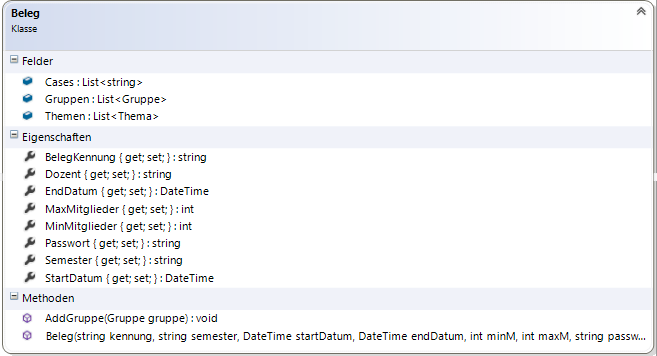 Beleg
Klasse
Felder
Cases : List<string>
Gruppen : List<Gruppe>
Themen : List<Thema>
Eigenschaften
BelegKennung { get; set; } : string
Dozent { get; set; } : string
EndDatum { get; set; } : DateTime
MaxMitglieder { get; set; } : int
MinMitglieder { get; set; } : int
Passwort { get; set; } : string
Semester { get; set; } : string
StartDatum { get; set; } : DateTime
Methoden
AddGruppe(Gruppe gruppe) : void
Beleg(string kennung, string semester, DateTime startDatum, DateTime endDatum, int minM, int maxM, string passw...